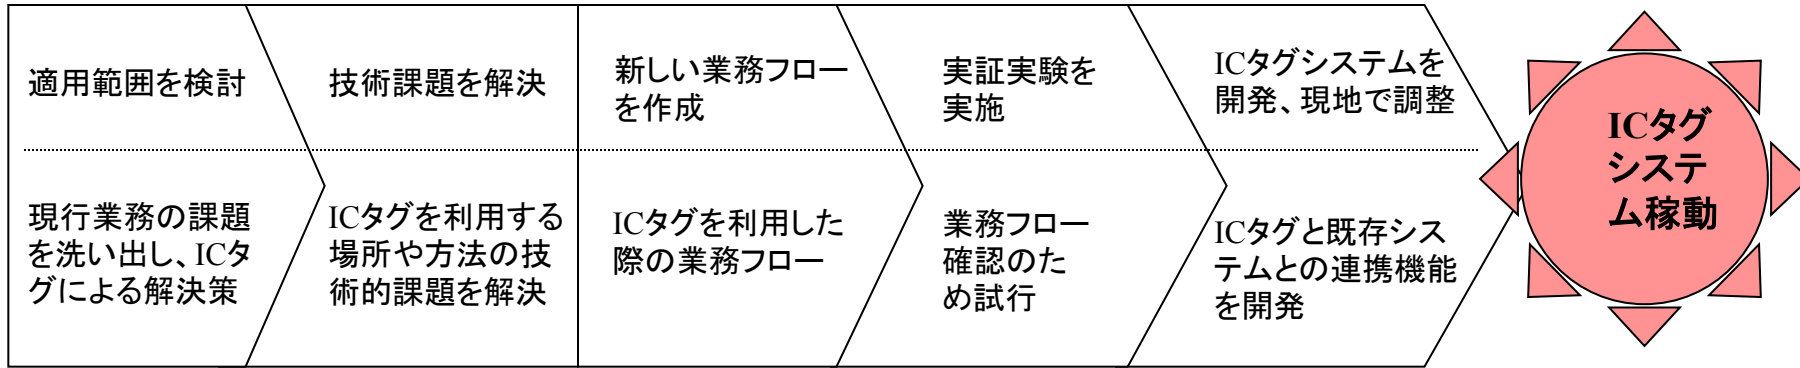 適用範囲を検討
技術課題を解決
新しい業務フロー
を作成
実証実験を
実施
ICタグシステムを
開発、現地で調整
現行業務の課題
を洗い出し、ICタ
グによる解決策
ICタグを利用する
場所や方法の技
術的課題を解決
ICタグを利用した
際の業務フロー
業務フロー
確認のた
め試行
ICタグと既存シス
テムとの連携機能
を開発
ICタグ
システ
ム稼動